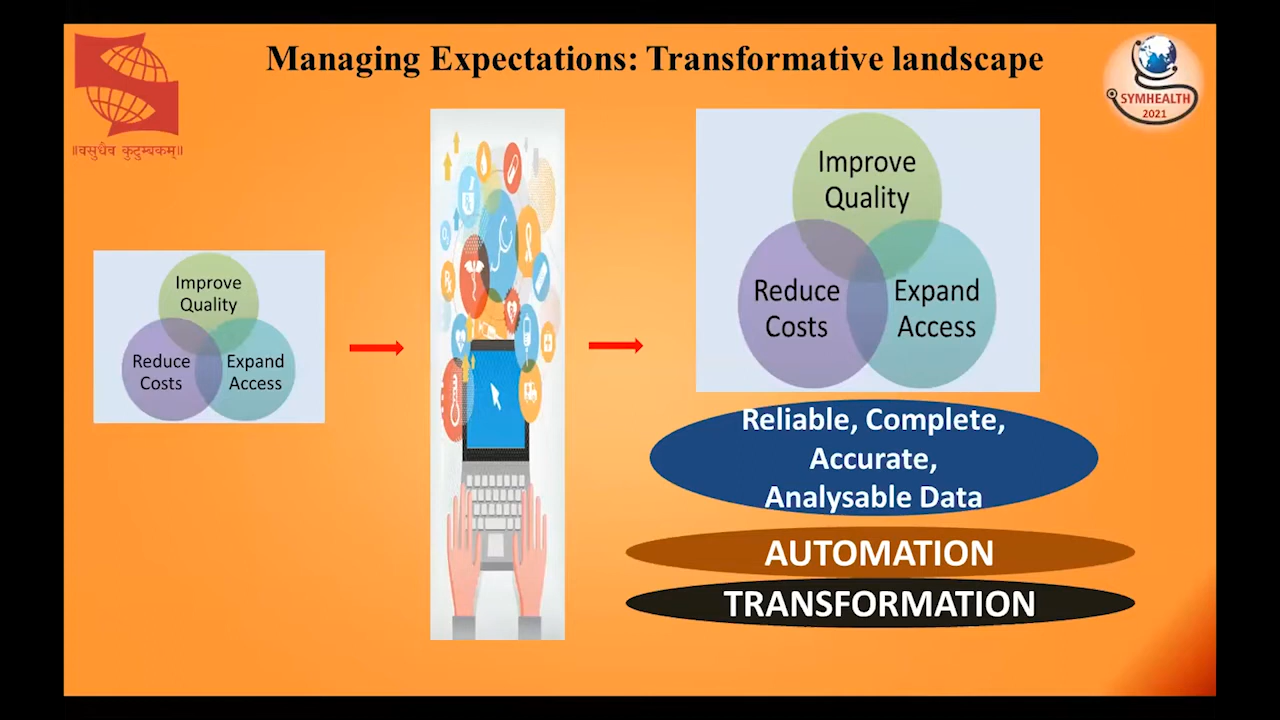 Managing Expectations: Transformative landscape
॥वसुधैव कुटुम्बकम्॥
SYMHEALTH
2021
Improve
Quality
Reduce
Costs
Expand
Access
Improve
Quality
Reduce
Costs
Expand
Access
Reliable, Complete,
Accurate,
Analysable Data
AUTOMATION
TRANSFORMATION